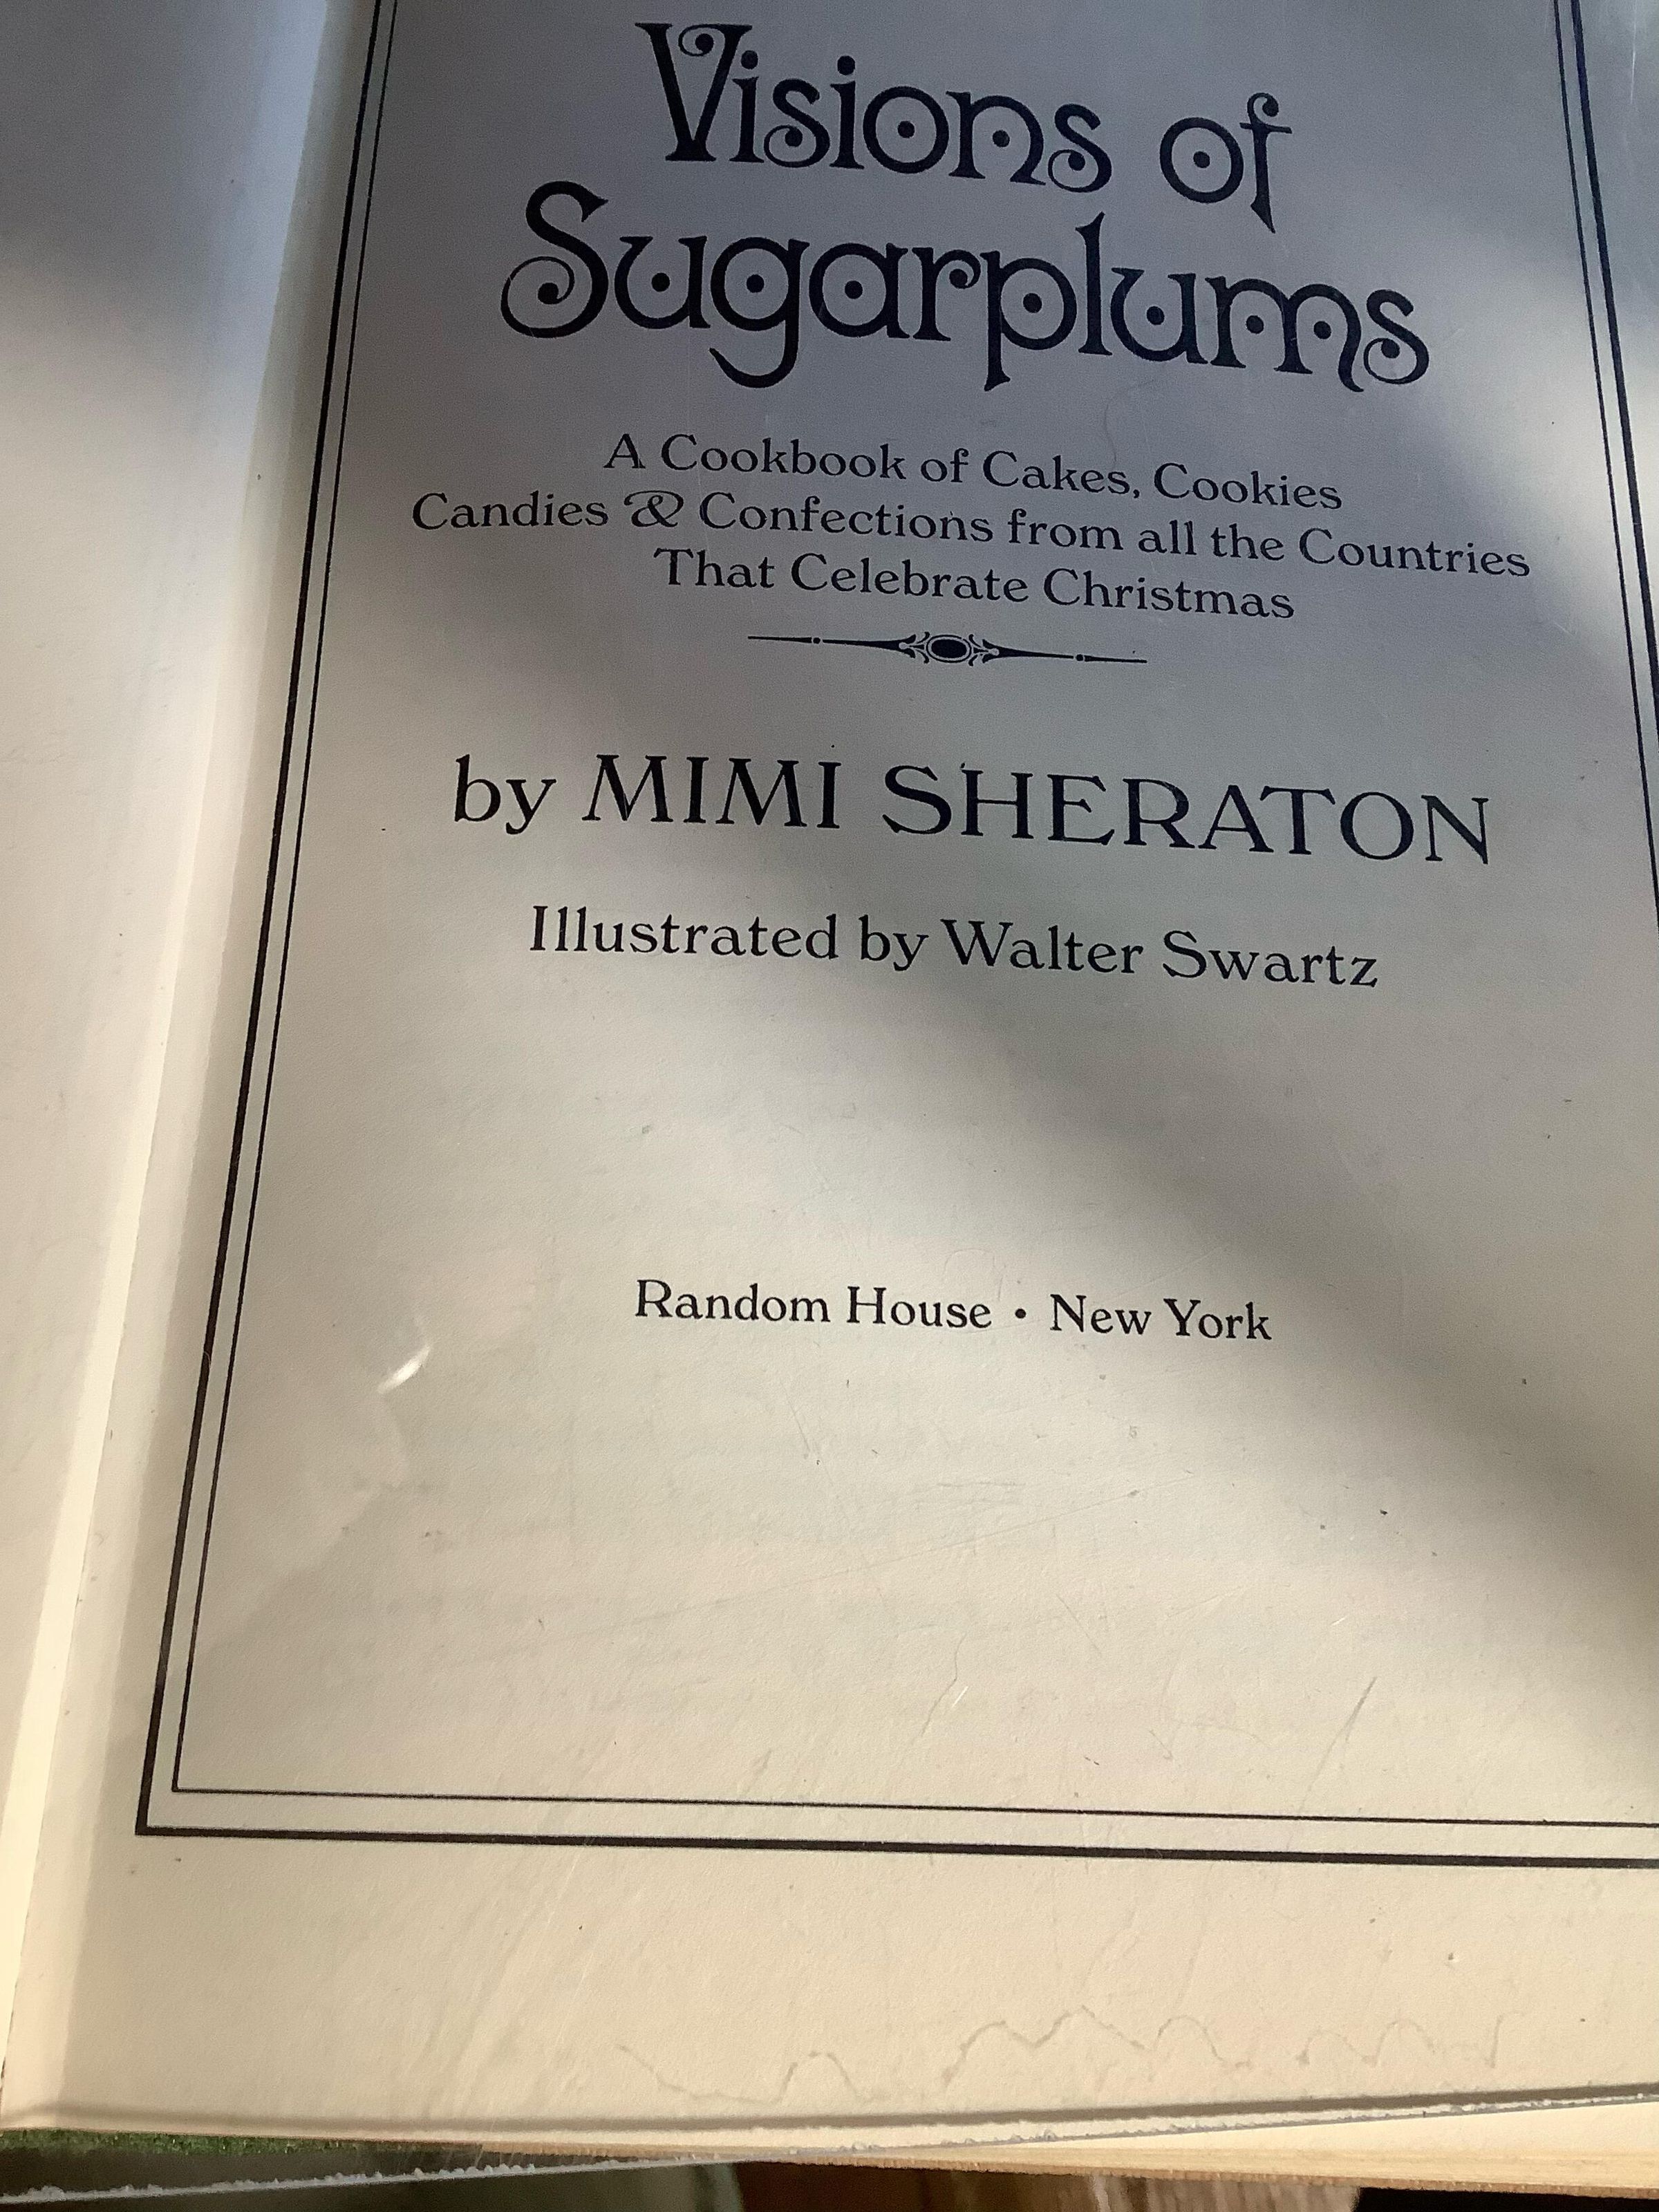 Visions of
Sugarplums
A Cookbook of Cakes, Cookies
Candies & Confections from all the Countries
That Celebrate Christmas
by MIMI SHERATON
Illustrated by Walter Swartz
Random House • New York